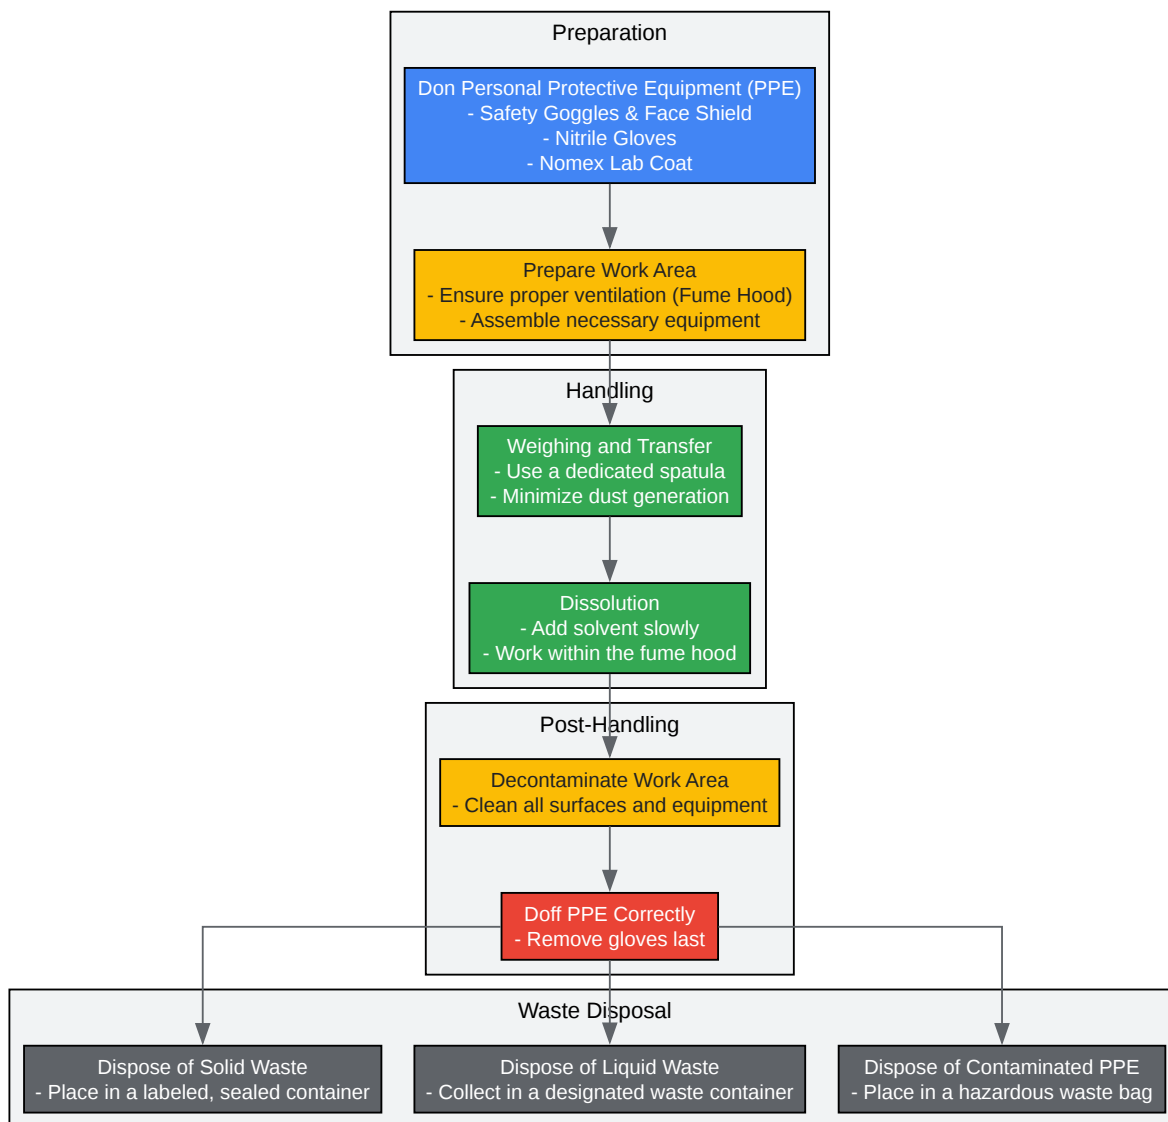 Preparation
Don Personal Protective Equipment (PPE)
- Safety Goggles & Face Shield
- Nitrile Gloves
- Nomex Lab Coat
Prepare Work Area
- Ensure proper ventilation (Fume Hood)
- Assemble necessary equipment
Handling
Weighing and Transfer
- Use a dedicated spatula
- Minimize dust generation
Dissolution
- Add solvent slowly
- Work within the fume hood
Post-Handling
Decontaminate Work Area
- Clean all surfaces and equipment
Doff PPE Correctly
- Remove gloves last
Waste Disposal
Dispose of Solid Waste
- Place in a labeled, sealed container
Dispose of Liquid Waste
- Collect in a designated waste container
Dispose of Contaminated PPE
- Place in a hazardous waste bag